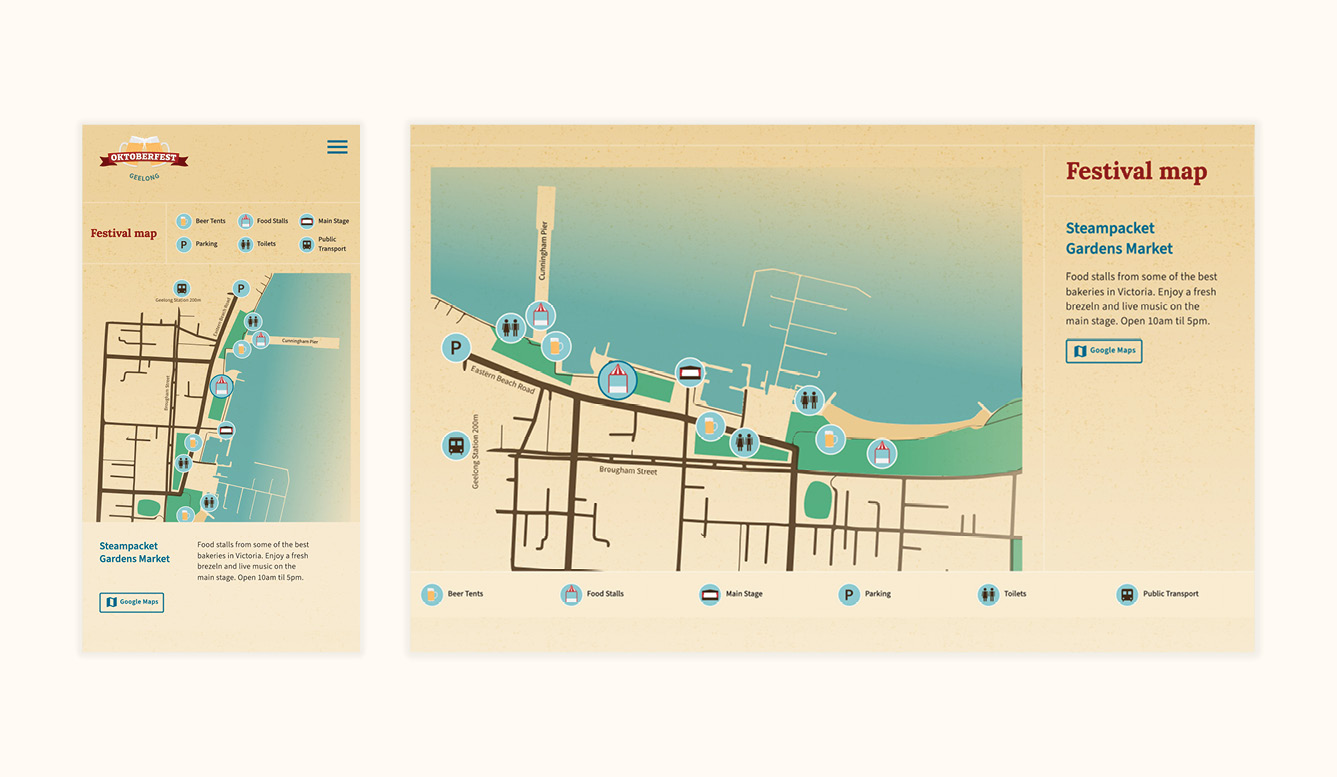 OKTOBERFEST
GEELONG
Festival map
Beer Tents
Food Stalls
Main Stage
P
Parking
Toilets
Public
Transport
P
Geelong Station 200m
Eastern Beach Road
Cunningham Pier
Brougham Street
Steampacket
Gardens Market
Food stalls from some of the best
bakeries in Victoria. Enjoy a fresh
brezeln and live music on the
main stage. Open 10am til 5pm.
Google Maps
Festival map
Steampacket
Gardens Market
Food stalls from some of the best
bakeries in Victoria. Enjoy a fresh
brezeln and live music on the
main stage. Open 10am til 5pm.
Google Maps
Cunningham Pier
P
Eastern Beach Road
Geelong Station 200m
Brougham Street
Beer Tents
Food Stalls
Main Stage
P
Parking
Toilets
Public Transport